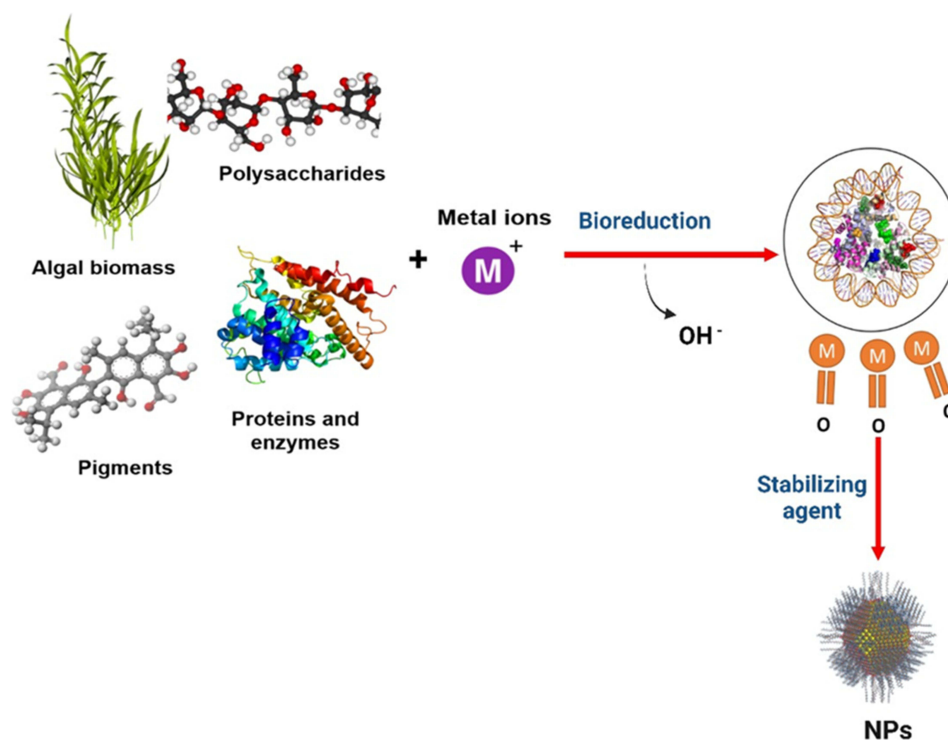 Polysaccharides
Algal biomass
Metal ions
+
M
+
Bioreduction
OH-
Proteins and
enzymes
Pigments
M
M
M
O
O
Stabilizing
agent
NPs